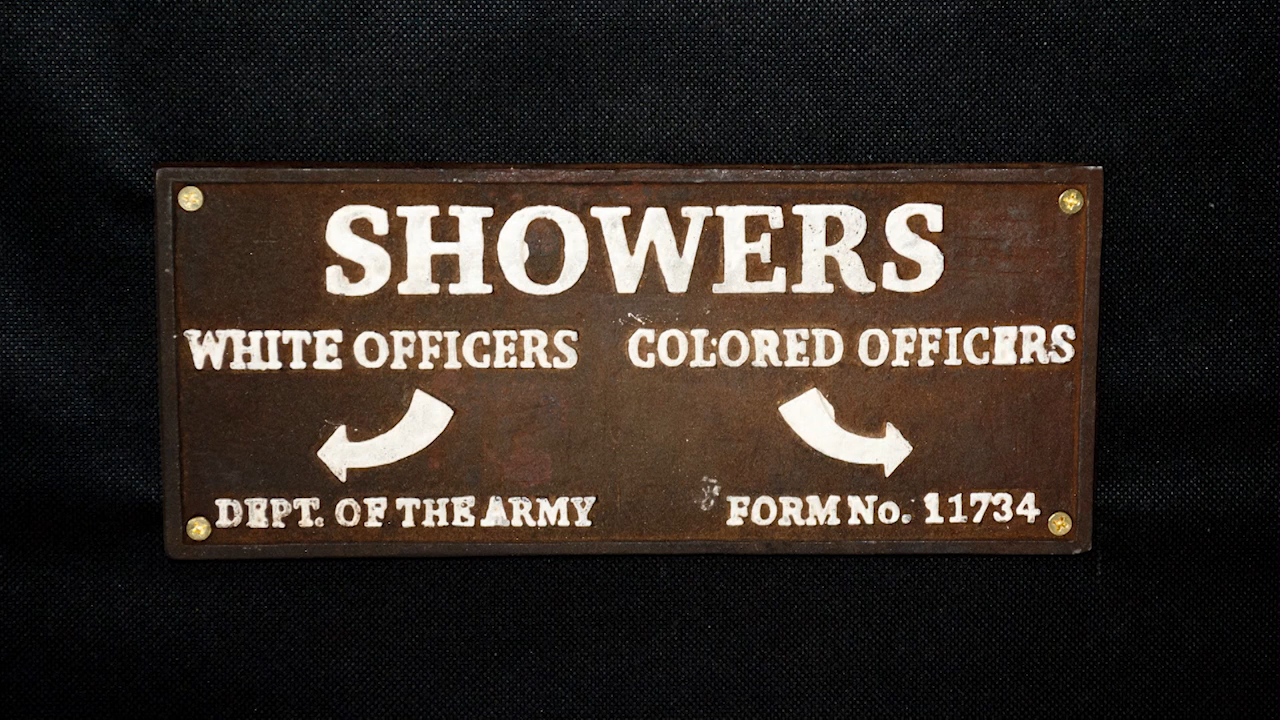 SHOWERS
WHITE OFFICERS COLORED OFFICERS
DEPT. OF THE ARMY FORM No. 11734